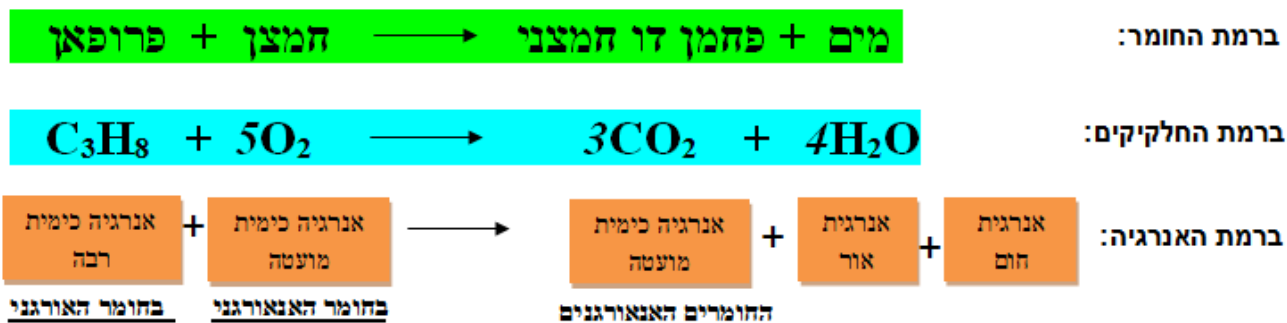 ברמת החומר:
פרופאן + חמצן ⟶ פחמן דו חמצני + מים
ברמת החלקיקים:
C₃H₈ + 5O₂ ⟶ 3CO₂ + 4H₂O
ברמת האנרגיה:
אנרגיה כימית רבה + אנרגיה כימית מועטה ⟶ אנרגיה כימית מועטה + אנרגית אור + אנרגית חום
בחומר האורגני בחומר האנאורגני החומרים האנאורגנים